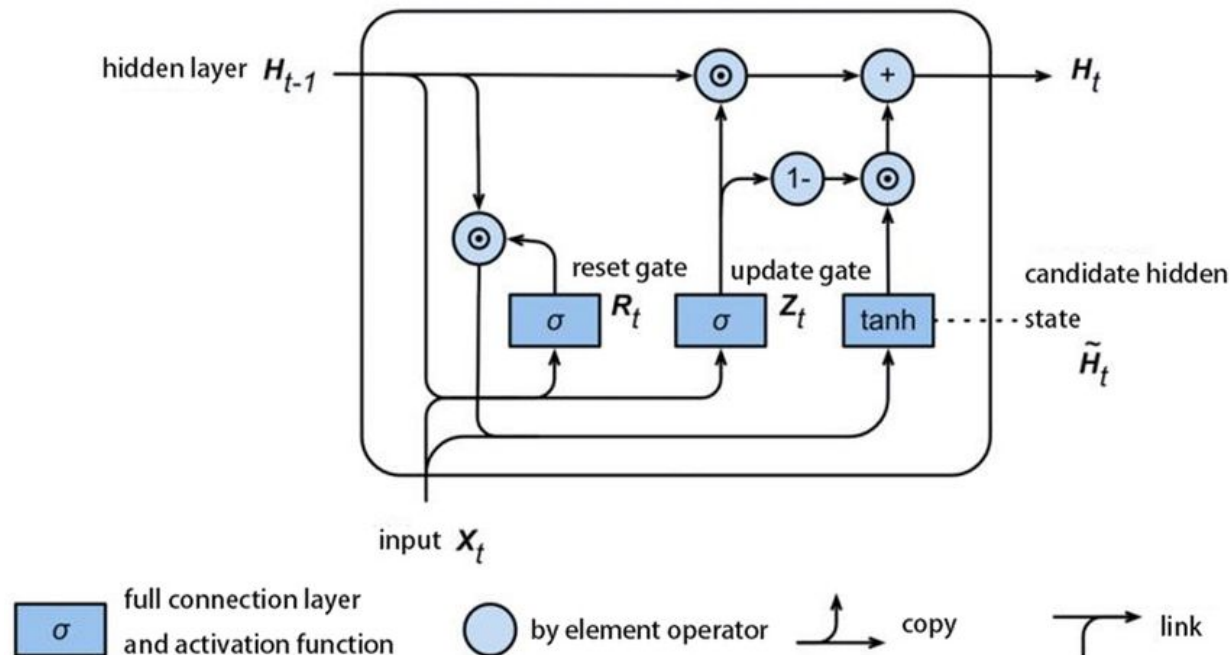 hidden layer H_{t-1}
H_t
1-
reset gate
R_t
update gate
Z_t
candidate hidden
state
H̃_t
σ
σ
tanh
input X_t
σ
full connection layer
and activation function
by element operator
copy
link